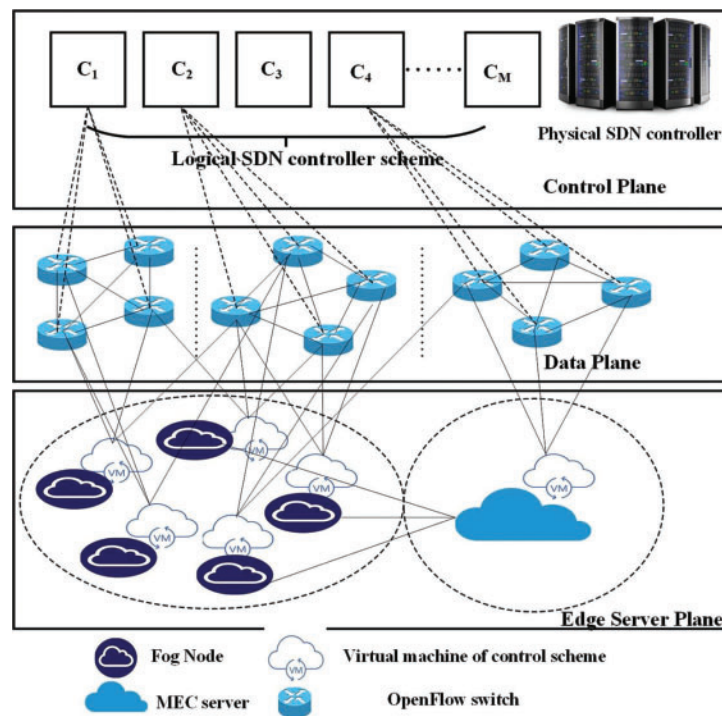 C1 C2 C3 C4 ...... CM
Physical SDN controller
Logical SDN controller scheme
Control Plane
Data Plane
VM
VM
VM
VM
VM
VM
Edge Server Plane
Fog Node
VM
Virtual machine of control scheme
MEC server
OpenFlow switch